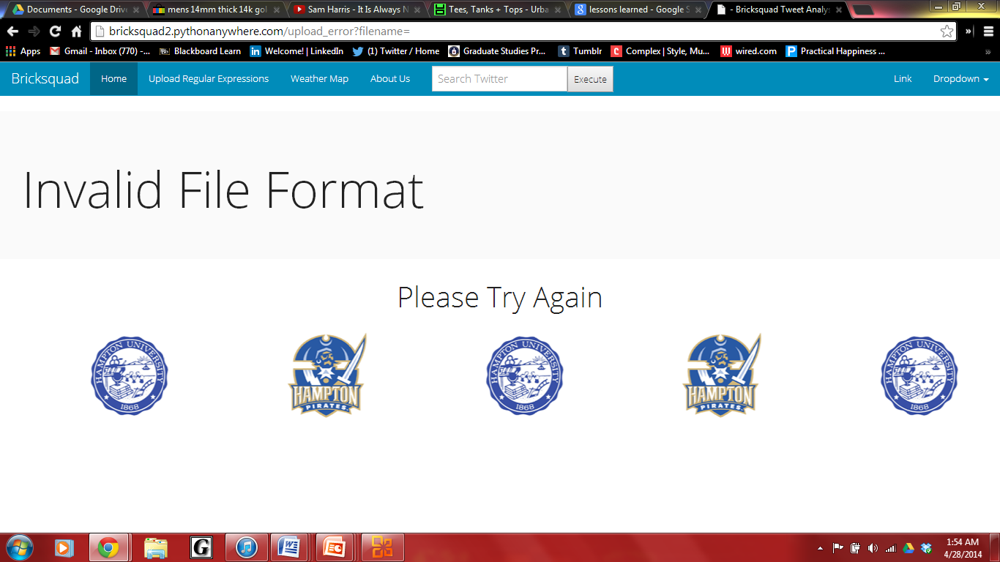 Documents - Google Drive
mens 14mm thick 14k gol
Sam Harris - It Is Always N
Tees, Tanks + Tops - Urba
lessons learned - Google S
- Bricksquad Tweet Analys
bricksquad2.pythonanywhere.com/upload_error?filename=
Apps
Gmail - Inbox (770) -...
Blackboard Learn
Welcome! | LinkedIn
(1) Twitter / Home
Graduate Studies Pr...
Tumblr
Complex | Style, Mu...
wired.com
Practical Happiness ...
Bricksquad
Home
Upload Regular Expressions
Weather Map
About Us
Search Twitter
Execute
Link
Dropdown
Invalid File Format
Please Try Again
HAMPTON UNIVERSITY
1868
HAMPTON
PIRATES
HAMPTON UNIVERSITY
1868
HAMPTON
PIRATES
HAMPTON UNIVERSITY
1868
1:54 AM
4/28/2014